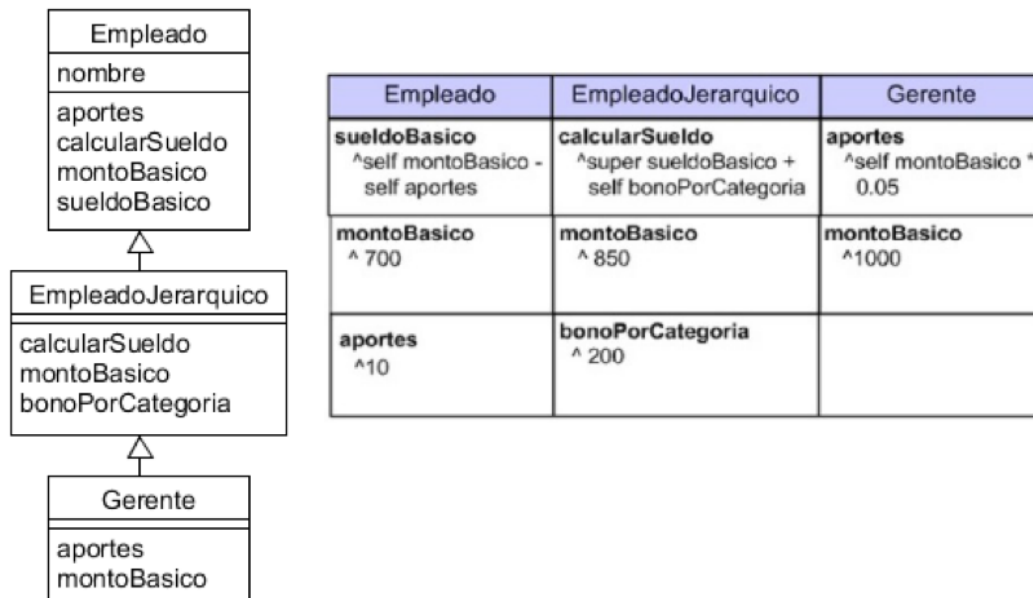 Empleado
nombre
aportes
calcularSueldo
montoBasico
sueldoBasico
EmpleadoJerarquico
calcularSueldo
montoBasico
bonoPorCategoria
Gerente
aportes
montoBasico
Empleado
EmpleadoJerarquico
Gerente
sueldoBasico
^self montoBasico -
self aportes
calcularSueldo
^super sueldoBasico +
self bonoPorCategoria
aportes
^self montoBasico *
0.05
montoBasico
^ 700
montoBasico
^ 850
montoBasico
^1000
aportes
^10
bonoPorCategoria
^ 200